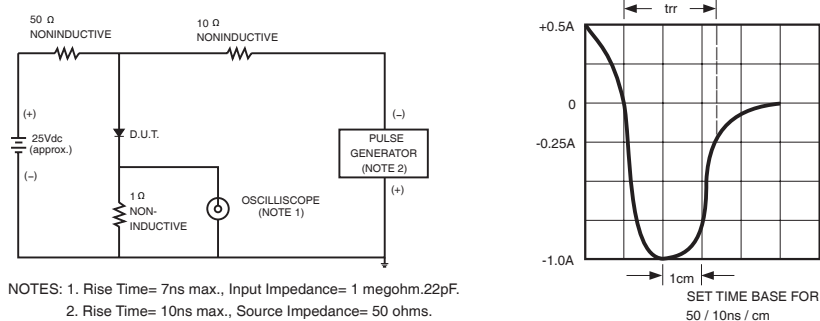 50 Ω
NONINDUCTIVE
10 Ω
NONINDUCTIVE
(+)
25Vdc
(approx.)
(−)
D.U.T.
1 Ω
NON-
INDUCTIVE
OSCILLISCOPE
(NOTE 1)
(−)
PULSE
GENERATOR
(NOTE 2)
(+)
NOTES: 1. Rise Time= 7ns max., Input Impedance= 1 megohm.22pF.
2. Rise Time= 10ns max., Source Impedance= 50 ohms.
trr
+0.5A
0
-0.25A
-1.0A
1cm
SET TIME BASE FOR
50 / 10ns / cm